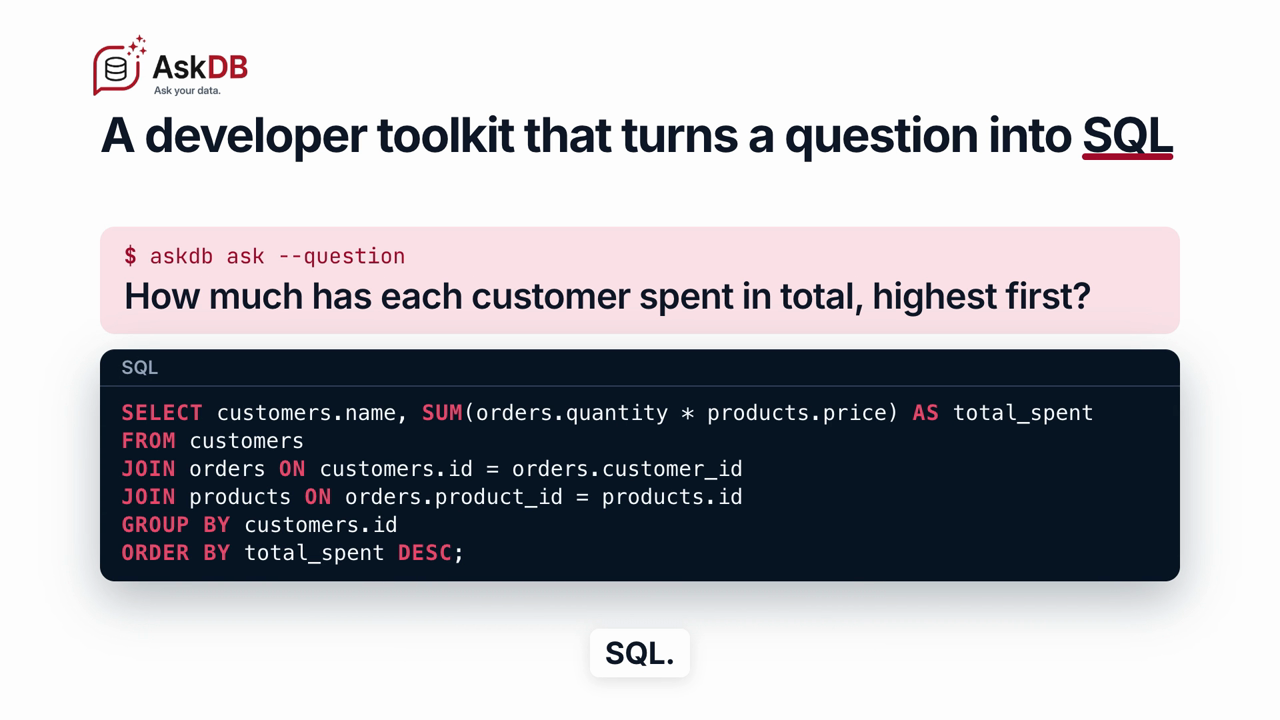 AskDB
Ask your data.
A developer toolkit that turns a question into SQL
$ askdb ask --question
How much has each customer spent in total, highest first?
SQL
SELECT customers.name, SUM(orders.quantity * products.price) AS total_spent
FROM customers
JOIN orders ON customers.id = orders.customer_id
JOIN products ON orders.product_id = products.id
GROUP BY customers.id
ORDER BY total_spent DESC;
SQL.